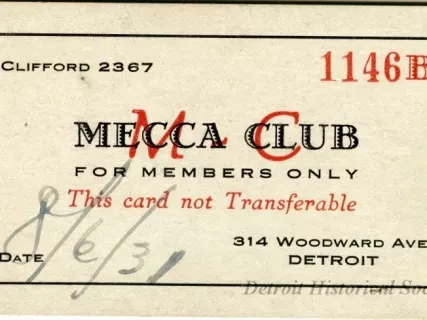 Clifford 2367
1146B
M-C
MECCA CLUB
FOR MEMBERS ONLY
This card not Transferable
Date 8/6/31
314 Woodward Ave
DETROIT
Detroit Historical Soc